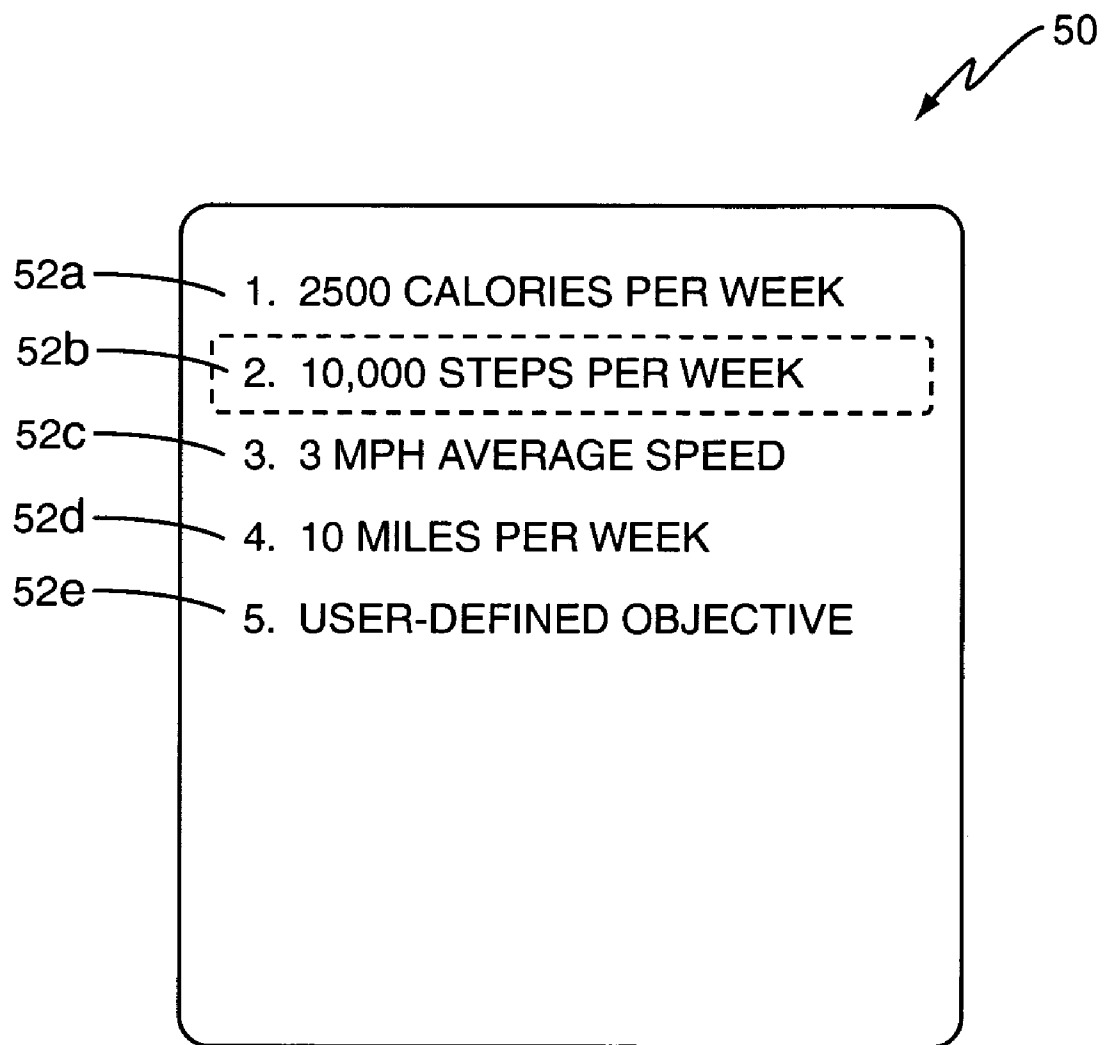 50
52a 1. 2500 CALORIES PER WEEK
52b 2. 10,000 STEPS PER WEEK
52c 3. 3 MPH AVERAGE SPEED
52d 4. 10 MILES PER WEEK
52e 5. USER-DEFINED OBJECTIVE